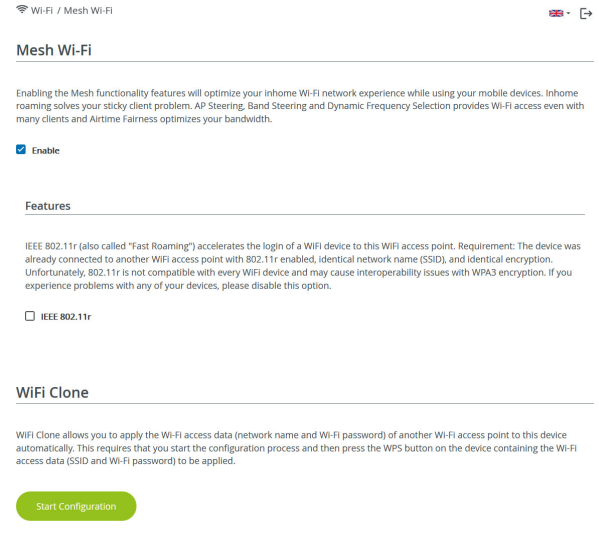 Wi-Fi / Mesh Wi-Fi
Mesh Wi-Fi
Enabling the Mesh functionality features will optimize your inhome Wi-Fi network experience while using your mobile devices. Inhome
roaming solves your sticky client problem. AP Steering, Band Steering and Dynamic Frequency Selection provides Wi-Fi access even with
many clients and Airtime Fairness optimizes your bandwidth.
Enable
Features
IEEE 802.11r (also called "Fast Roaming") accelerates the login of a WiFi device to this WiFi access point. Requirement: The device was
already connected to another WiFi access point with 802.11r enabled, identical network name (SSID), and identical encryption.
Unfortunately, 802.11r is not compatible with every WiFi device and may cause interoperability issues with WPA3 encryption. If you
experience problems with any of your devices, please disable this option.
IEEE 802.11r
WiFi Clone
WiFi Clone allows you to apply the Wi-Fi access data (network name and Wi-Fi password) of another Wi-Fi access point to this device
automatically. This requires that you start the configuration process and then press the WPS button on the device containing the Wi-Fi
access data (SSID and Wi-Fi password) to be applied.
Start Configuration